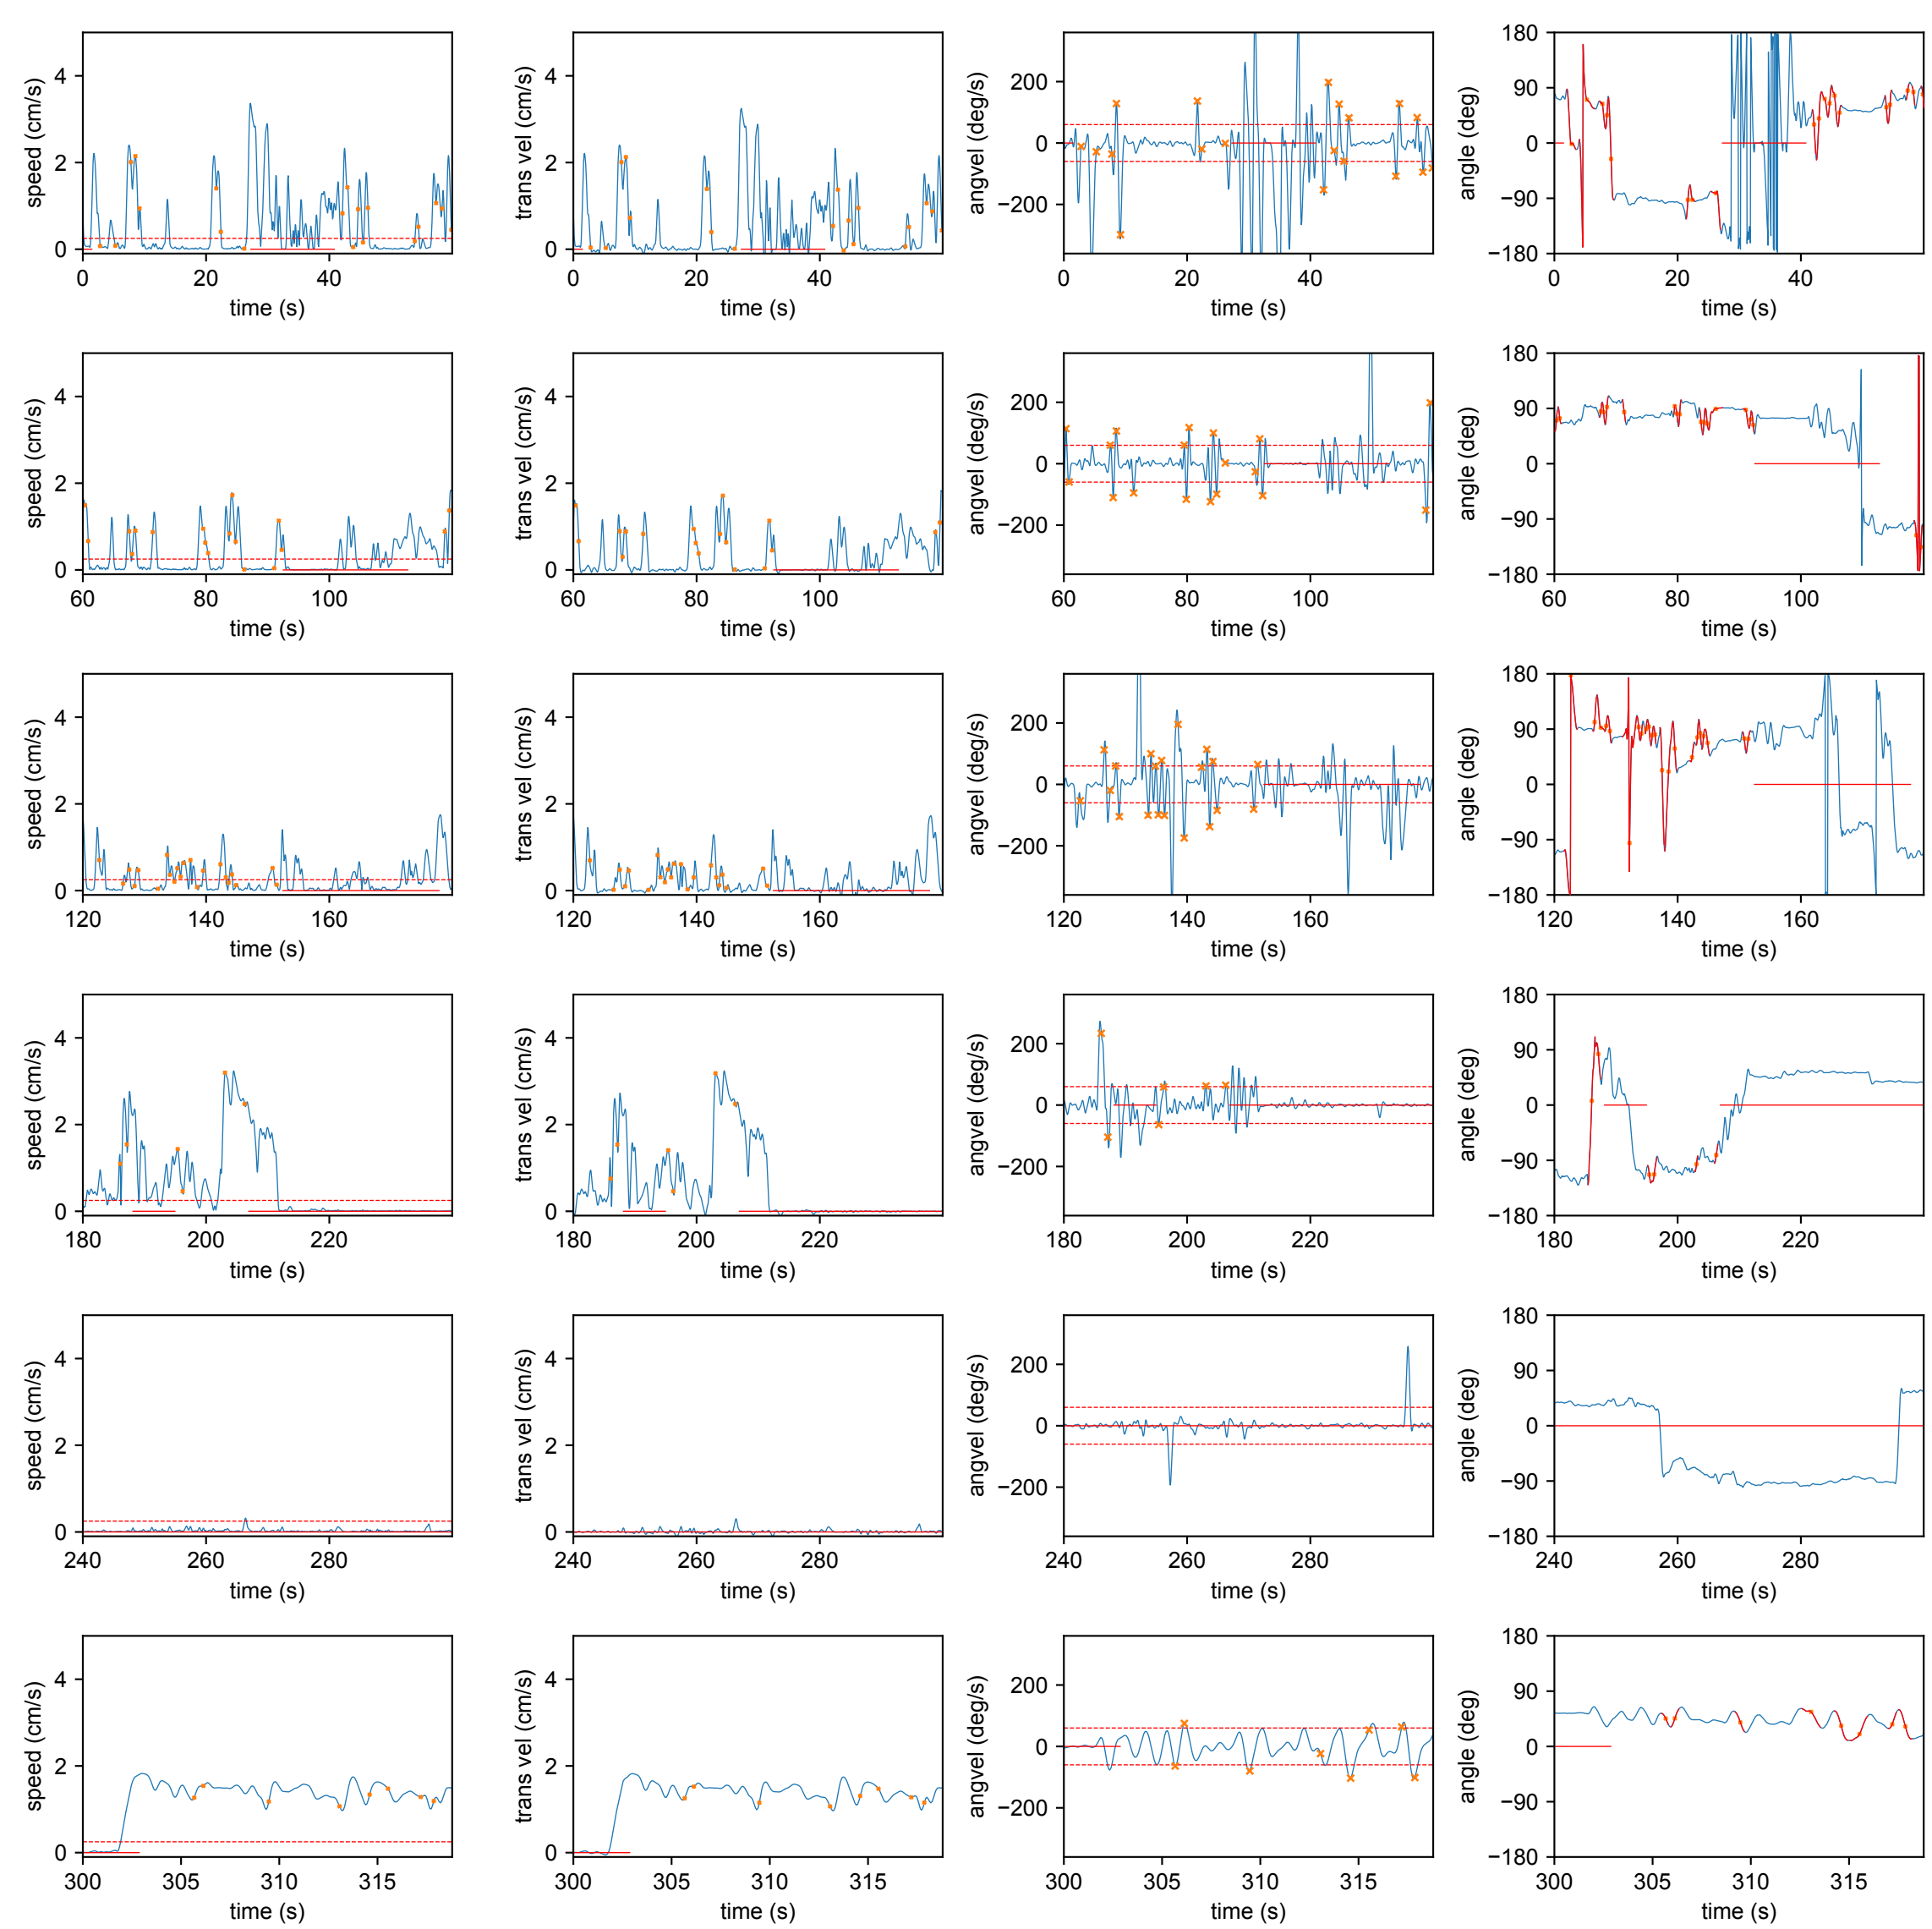 speed (cm/s)
4
2
0
0 20 40
time (s)
trans vel (cm/s)
4
2
0
0 20 40
time (s)
angvel (deg/s)
200
0
−200
0 20 40
time (s)
angle (deg)
180
90
0
−90
−180
0 20 40
time (s)
speed (cm/s)
4
2
0
60 80 100
time (s)
trans vel (cm/s)
4
2
0
60 80 100
time (s)
angvel (deg/s)
200
0
−200
60 80 100
time (s)
angle (deg)
180
90
0
−90
−180
60 80 100
time (s)
speed (cm/s)
4
2
0
120 140 160
time (s)
trans vel (cm/s)
4
2
0
120 140 160
time (s)
angvel (deg/s)
200
0
−200
120 140 160
time (s)
angle (deg)
180
90
0
−90
−180
120 140 160
time (s)
speed (cm/s)
4
2
0
180 200 220
time (s)
trans vel (cm/s)
4
2
0
180 200 220
time (s)
angvel (deg/s)
200
0
−200
180 200 220
time (s)
angle (deg)
180
90
0
−90
−180
180 200 220
time (s)
speed (cm/s)
4
2
0
240 260 280
time (s)
trans vel (cm/s)
4
2
0
240 260 280
time (s)
angvel (deg/s)
200
0
−200
240 260 280
time (s)
angle (deg)
180
90
0
−90
−180
240 260 280
time (s)
speed (cm/s)
4
2
0
300 305 310 315
time (s)
trans vel (cm/s)
4
2
0
300 305 310 315
time (s)
angvel (deg/s)
200
0
−200
300 305 310 315
time (s)
angle (deg)
180
90
0
−90
−180
300 305 310 315
time (s)